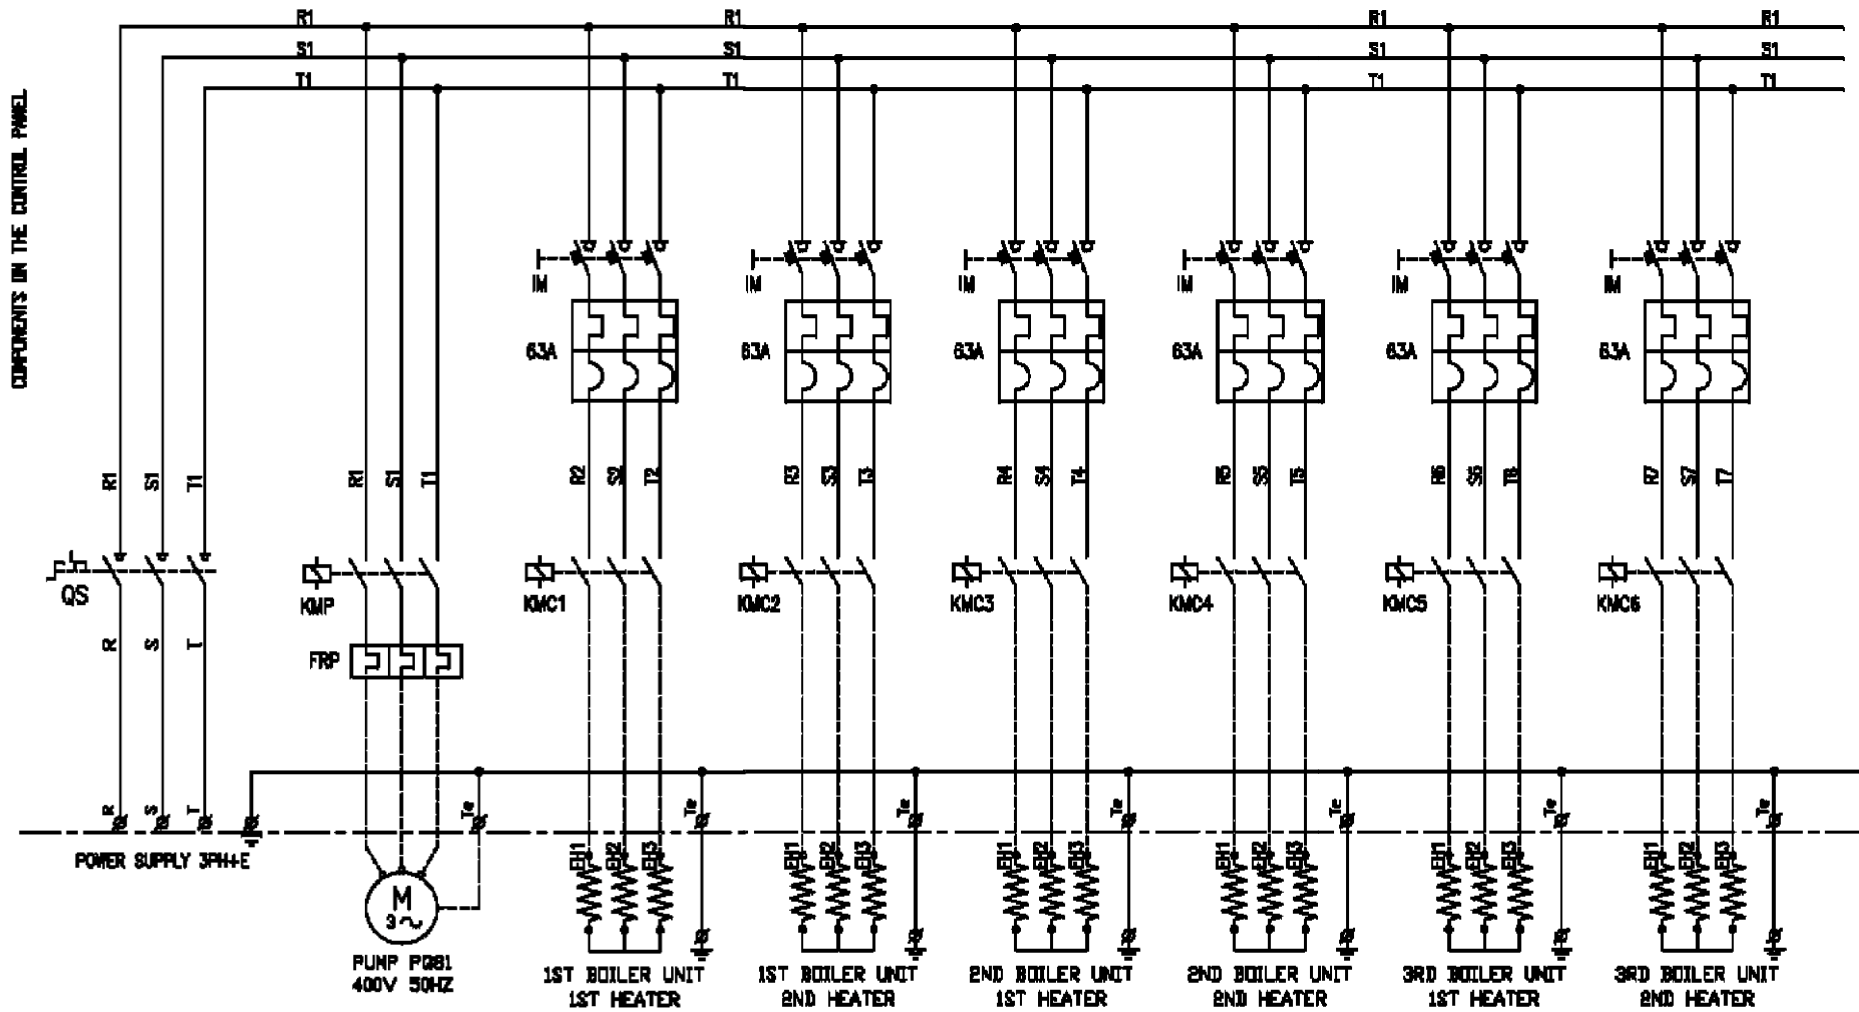 COMPONENTS ON THE CONTROL PANEL
R1 R1 R1 R1
S1 S1 S1 S1
T1 T1 T1 T1
IM IM IM IM IM IM
63A 63A 63A 63A 63A 63A
R1 S1 T1 R1 S1 T1 R2 S2 T2 R3 S3 T3 R4 S4 T4 R5 S5 T5 R6 S6 T6 R7 S7 T7
QS KMP KMC1 KMC2 KMC3 KMC4 KMC5 KMC6
R S T
FRP
R S T Te Te Te Te Te Te Te
POWER SUPPLY 3PH+E
EH1 EH2 EH3 EH1 EH2 EH3 EH1 EH2 EH3 EH1 EH2 EH3 EH1 EH2 EH3 EH1 EH2 EH3
M
3~
PUMP PQ81
400V 50HZ
1ST BOILER UNIT
1ST HEATER
1ST BOILER UNIT
2ND HEATER
2ND BOILER UNIT
1ST HEATER
2ND BOILER UNIT
2ND HEATER
3RD BOILER UNIT
1ST HEATER
3RD BOILER UNIT
2ND HEATER